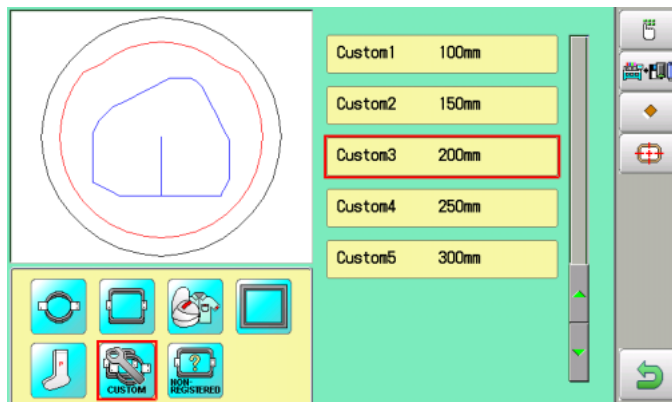 Custom1 100mm
Custom2 150mm
Custom3 200mm
Custom4 250mm
Custom5 300mm
CUSTOM
?
NON-
REGISTERED